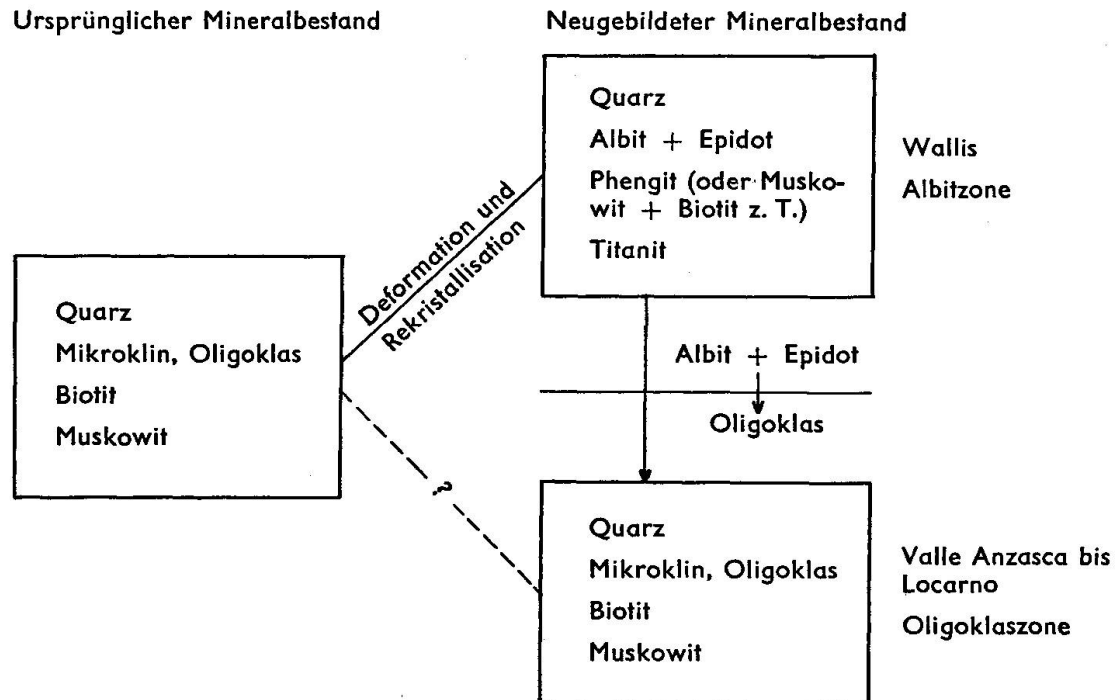 Ursprünglicher Mineralbestand
Neugebildeter Mineralbestand
Quarz
Mikroklin, Oligoklas
Biotit
Muskowit
Deformation und
Rekristallisation
?
Quarz
Albit + Epidot
Phengit (oder Musko-
wit + Biotit z. T.)
Titanit
Wallis
Albitzone
Albit + Epidot
Oligoklas
Quarz
Mikroklin, Oligoklas
Biotit
Muskowit
Valle Anzasca bis
Locarno
Oligoklaszone